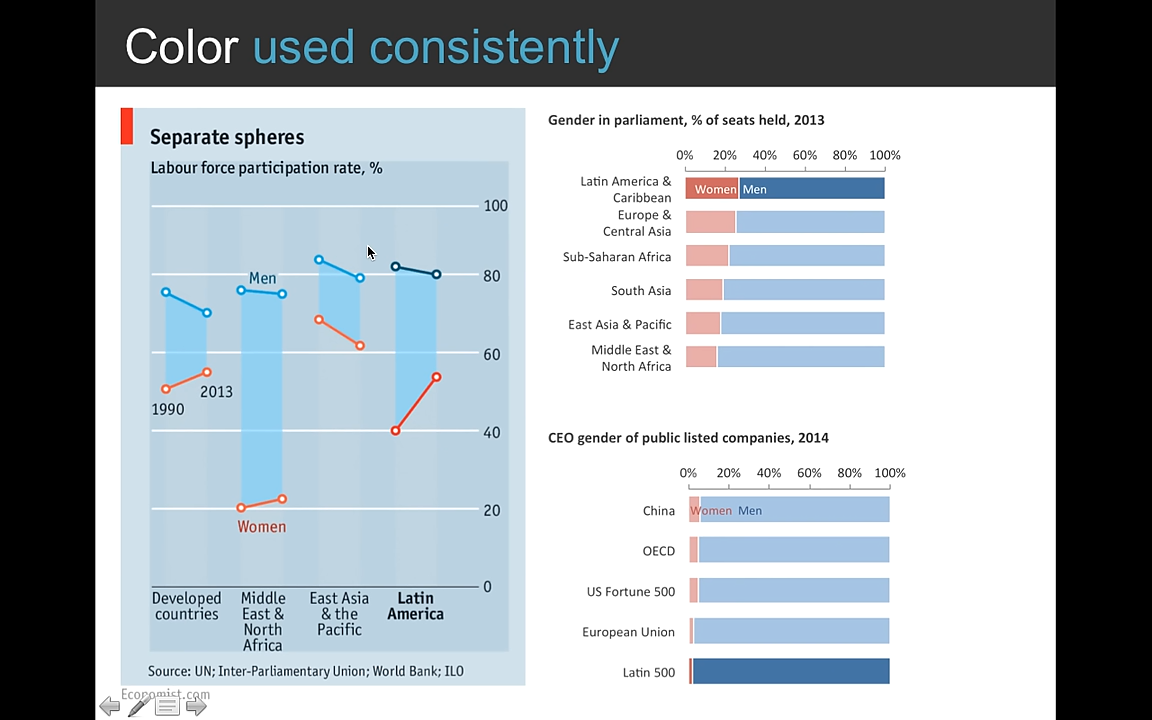 Color used consistently
Separate spheres
Labour force participation rate, %
100
80
60
40
20
0
Men
Women
1990
2013
Developed
countries
Middle
East &
North
Africa
East Asia
& the
Pacific
Latin
America
Source: UN; Inter-Parliamentary Union; World Bank; ILO
Economist.com
Gender in parliament, % of seats held, 2013
0% 20% 40% 60% 80% 100%
Latin America &
Caribbean
Women Men
Europe &
Central Asia
Sub-Saharan Africa
South Asia
East Asia & Pacific
Middle East &
North Africa
CEO gender of public listed companies, 2014
0% 20% 40% 60% 80% 100%
China
Women Men
OECD
US Fortune 500
European Union
Latin 500